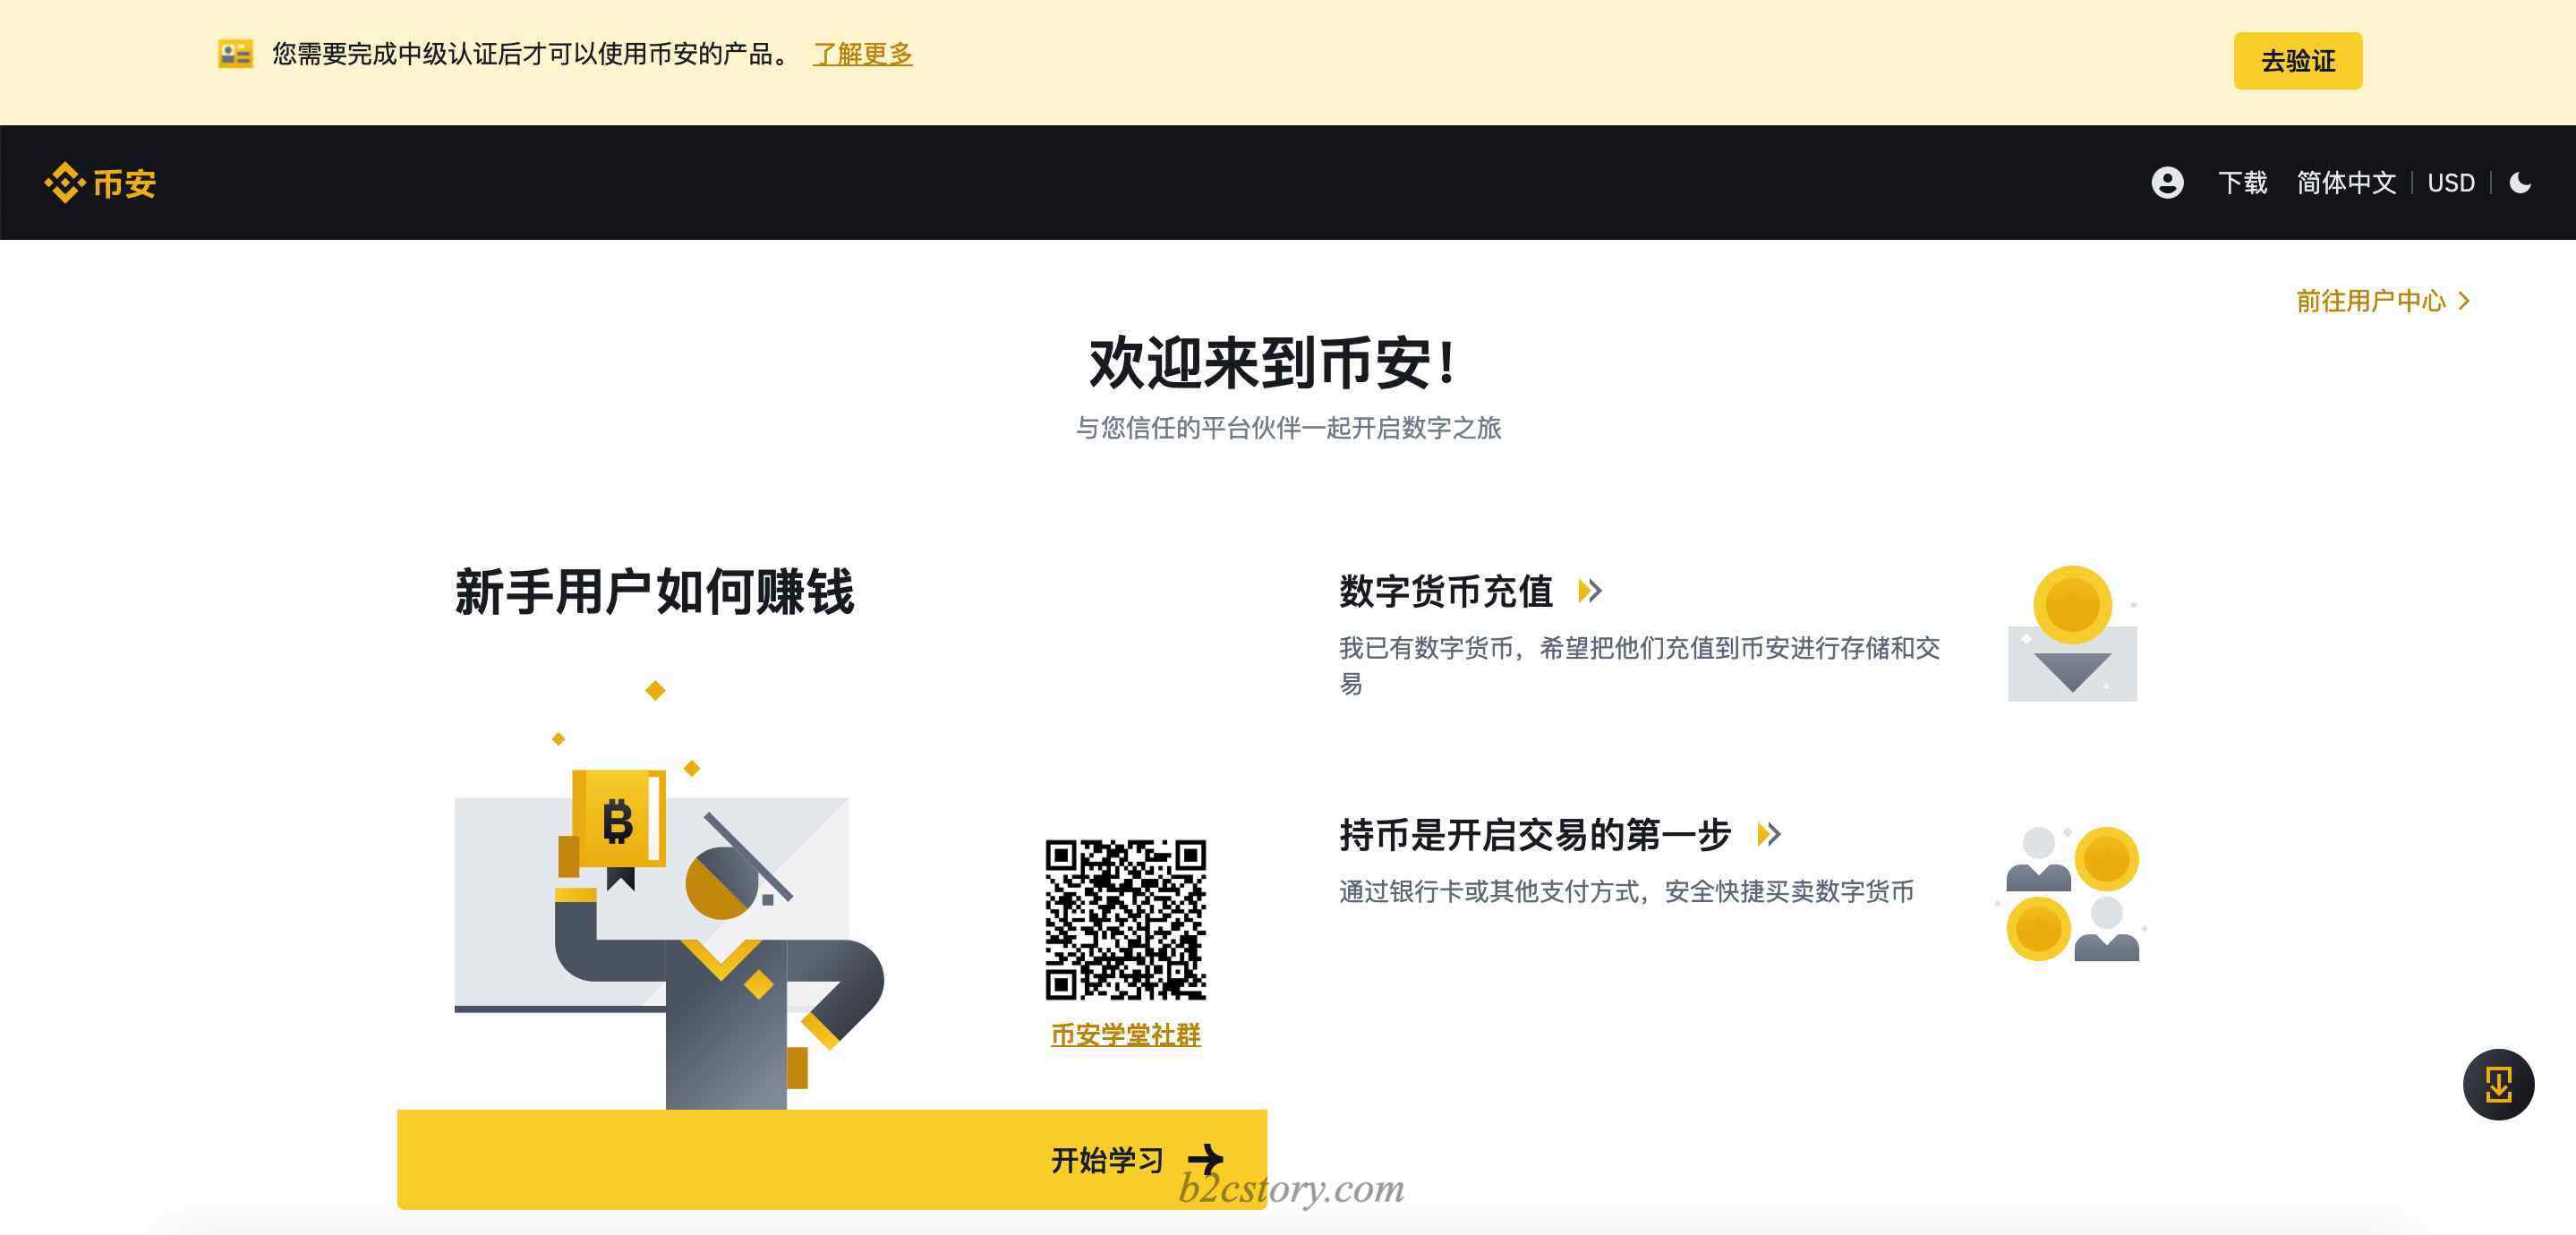 您需要完成中级认证后才可以使用币安的产品。 了解更多
去验证
币安
下载 简体中文 USD
前往用户中心
欢迎来到币安!
与您信任的平台伙伴一起开启数字之旅
新手用户如何赚钱
币安学堂社群
开始学习
数字货币充值
我已有数字货币，希望把他们充值到币安进行存储和交
易
持币是开启交易的第一步
通过银行卡或其他支付方式，安全快捷买卖数字货币
b2cstory.com